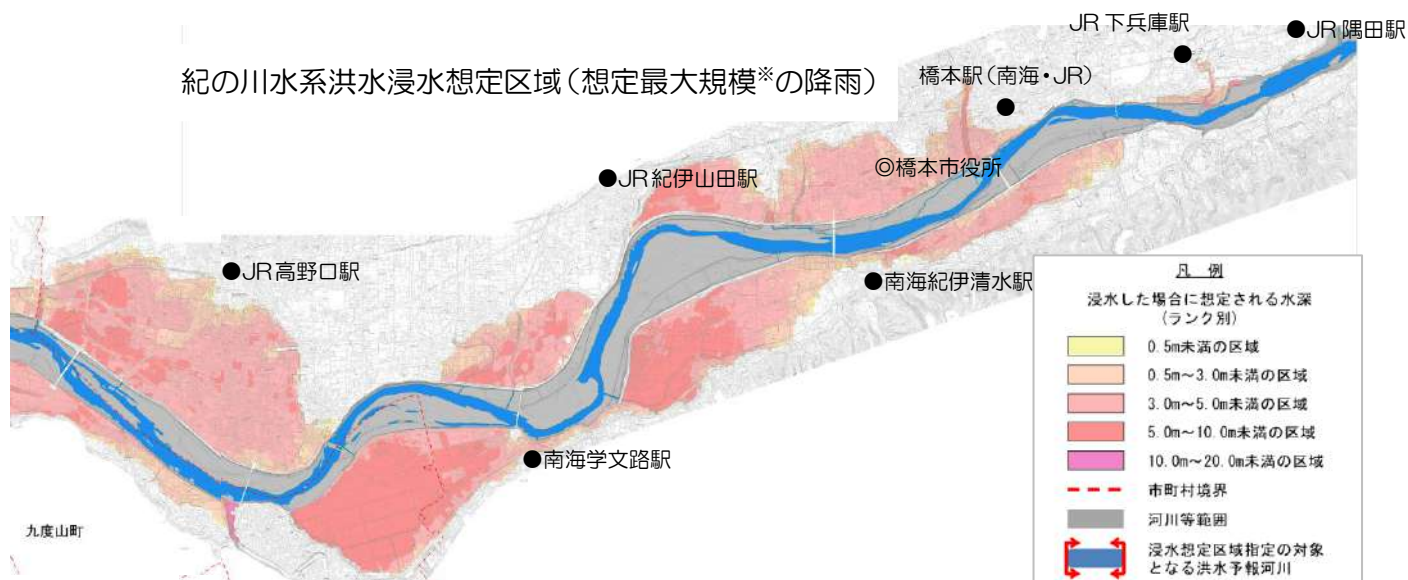 JR 下兵庫駅
●JR 隅田駅
紀の川水系洪水浸水想定区域（想定最大規模※の降雨）
橋本駅（南海・JR）
◎橋本市役所
●JR 紀伊山田駅
●JR 高野口駅
●南海紀伊清水駅
●南海学文路駅
九度山町
凡 例
浸水した場合に想定される水深
（ランク別）
0.5m未満の区域
0.5m～3.0m未満の区域
3.0m～5.0m未満の区域
5.0m～10.0m未満の区域
10.0m～20.0m未満の区域
市町村境界
河川等範囲
浸水想定区域指定の対象
となる洪水予報河川